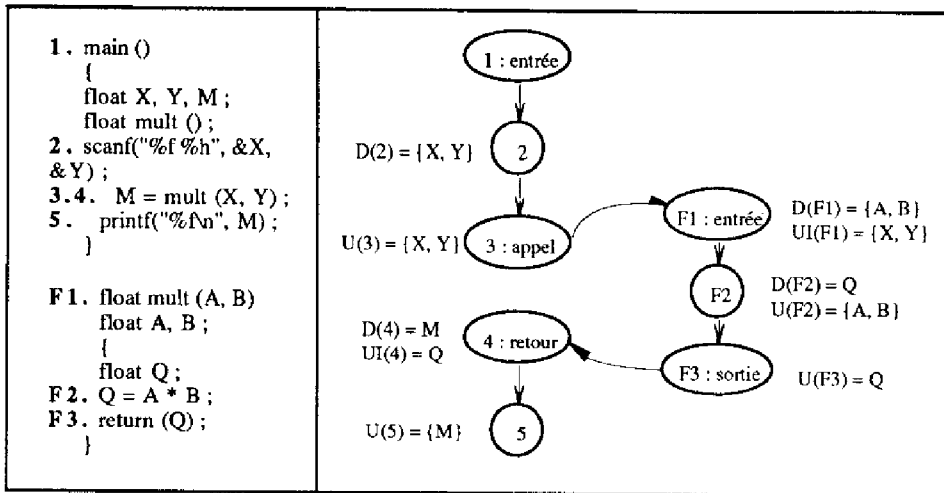 1. main ()
{
float X, Y, M ;
float mult () ;
2. scanf("%f %h", &X,
&Y) ;
3.4. M = mult (X, Y) ;
5. printf("%f\n", M) ;
}
F1. float mult (A, B)
float A, B ;
{
float Q ;
F2. Q = A * B ;
F3. return (Q) ;
}
1 : entrée
D(2) = {X, Y}
2
U(3) = {X, Y}
3 : appel
F1 : entrée
D(F1) = {A, B}
UI(F1) = {X, Y}
F2
D(F2) = Q
U(F2) = {A, B}
D(4) = M
UI(4) = Q
4 : retour
F3 : sortie
U(F3) = Q
U(5) = {M}
5